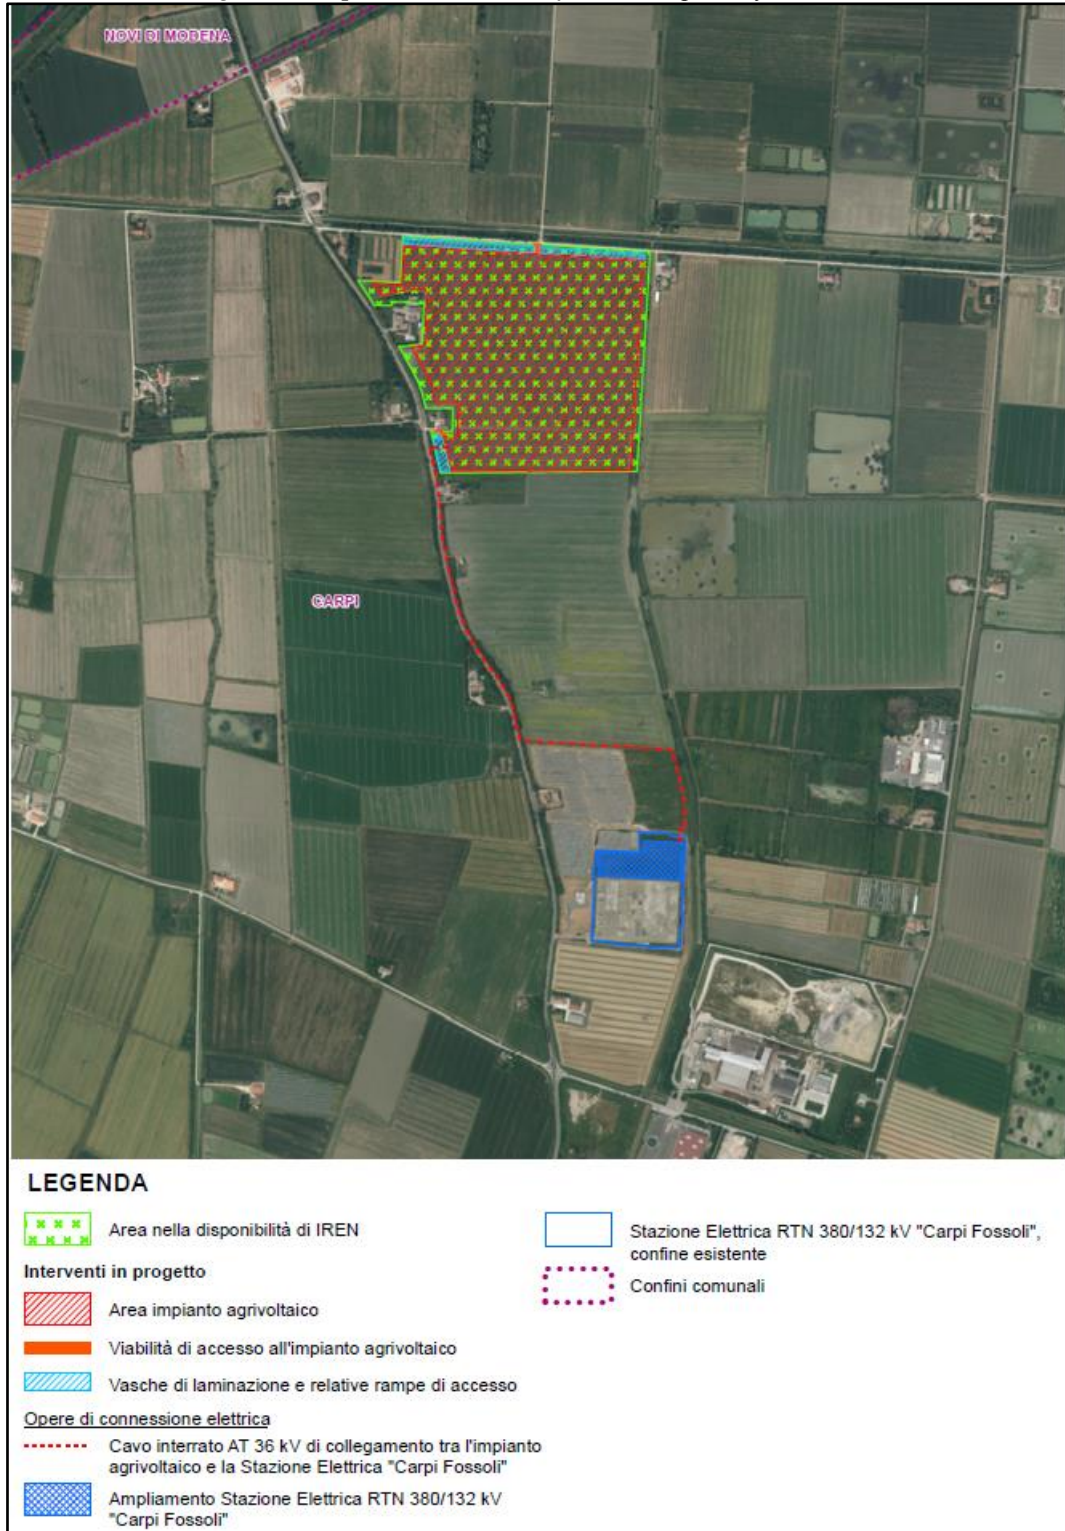 NOVI DI MODENA
CARPI
LEGENDA
Area nella disponibilità di IREN
Interventi in progetto
Area impianto agrivoltaico
Viabilità di accesso all'impianto agrivoltaico
Vasche di laminazione e relative rampe di accesso
Opere di connessione elettrica
Cavo interrato AT 36 kV di collegamento tra l'impianto
agrivoltaico e la Stazione Elettrica "Carpi Fossoli"
Ampliamento Stazione Elettrica RTN 380/132 kV
"Carpi Fossoli"
Stazione Elettrica RTN 380/132 kV "Carpi Fossoli",
confine esistente
Confini comunali